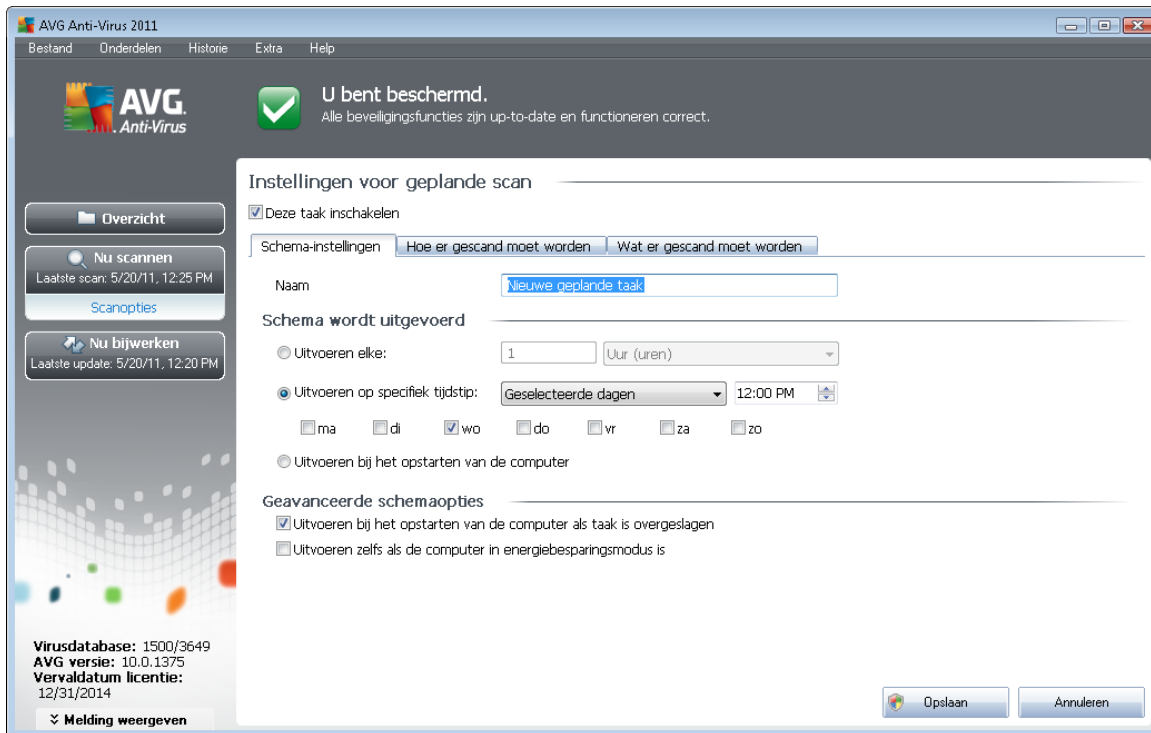 AVG Anti-Virus 2011
Bestand Onderdelen Historie Extra Help
AVG.
Anti-Virus
U bent beschermd.
Alle beveiligingsfuncties zijn up-to-date en functioneren correct.
Overzicht
Nu scannen
Laatste scan: 5/20/11, 12:25 PM
Scanopties
Nu bijwerken
Laatste update: 5/20/11, 12:20 PM
Virusdatabase: 1500/3649
AVG versie: 10.0.1375
Vervaldatum licentie:
12/31/2014
Melding weergeven
Instellingen voor geplande scan
Deze taak inschakelen
Schema-instellingen Hoe er gescand moet worden Wat er gescand moet worden
Naam Nieuwe geplande taak
Schema wordt uitgevoerd
Uitvoeren elke: 1 Uur (uren)
Uitvoeren op specifiek tijdstip: Geselecteerde dagen 12:00 PM
ma di wo do vr za zo
Uitvoeren bij het opstarten van de computer
Geavanceerde schemaopties
Uitvoeren bij het opstarten van de computer als taak is overgeslagen
Uitvoeren zelfs als de computer in energiebesparingsmodus is
Opslaan Annuleren